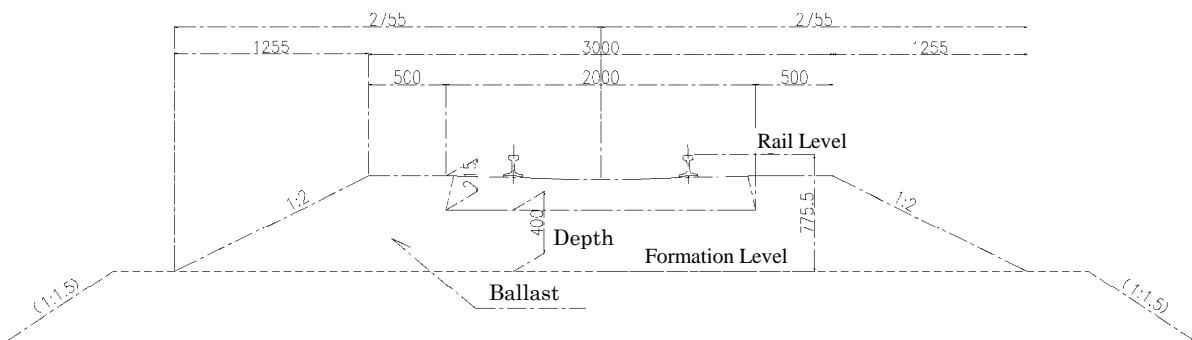 2755 2755
1255 3000 1255
500 2000 500
Rail Level
215
1:2 1:2
775.5
400
Depth
Formation Level
(1:1.5) (1:1.5)
Ballast